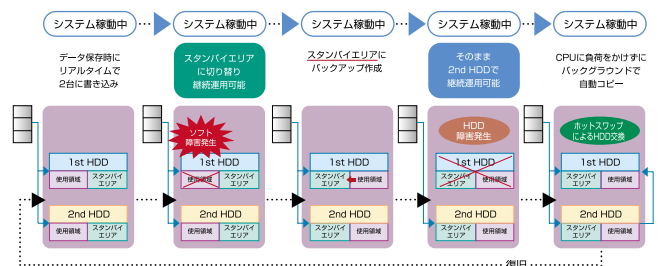 システム稼動中
システム稼動中
システム稼動中
システム稼動中
システム稼動中
データ保存時に
リアルタイムで
2台に書き込み
スタンバイエリア
に切り替り
継続運用可能
スタンバイエリアに
バックアップ作成
そのまま
2nd HDDで
継続運用可能
CPUに負荷をかけずに
バックグラウンドで
自動コピー
1st HDD
使用領域
スタンバイ
エリア
2nd HDD
使用領域
スタンバイ
エリア
ソフト
障害発生
1st HDD
使用領域
スタンバイ
エリア
2nd HDD
使用領域
スタンバイ
エリア
1st HDD
スタンバイ
エリア
使用領域
2nd HDD
使用領域
スタンバイ
エリア
HDD
障害発生
1st HDD
スタンバイ
エリア
使用領域
2nd HDD
スタンバイ
エリア
使用領域
ホットスワップ
によるHDD交換
1st HDD
スタンバイ
エリア
使用領域
2nd HDD
スタンバイ
エリア
使用領域
復旧